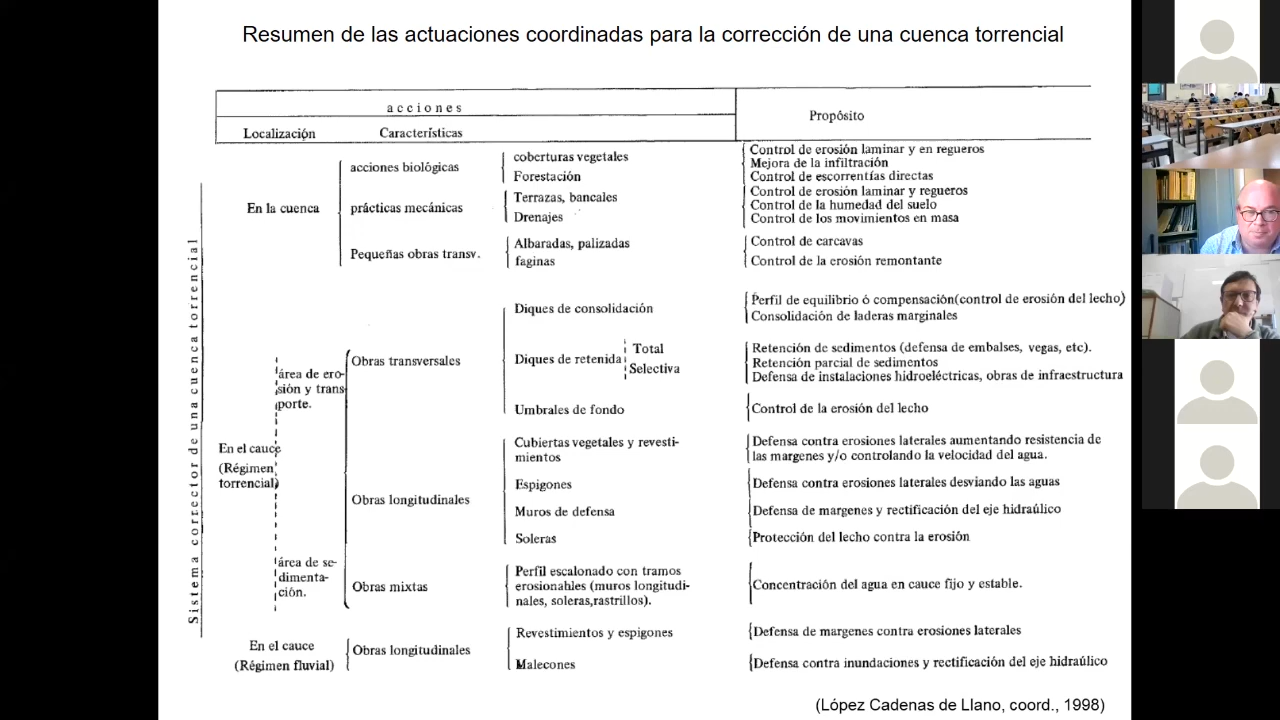 Resumen de las actuaciones coordinadas para la corrección de una cuenca torrencial
acciones
Propósito
Localización
Características
Sistema corrector de una cuenca torrencial
En la cuenca
acciones biológicas
coberturas vegetales
Forestación
Control de erosión laminar y en regueros
Mejora de la infiltración
Control de escorrentías directas
prácticas mecánicas
Terrazas, bancales
Drenajes
Control de erosión laminar y regueros
Control de la humedad del suelo
Control de los movimientos en masa
Pequeñas obras transv.
Albaradas, palizadas
faginas
Control de carcavas
Control de la erosión remontante
En el cauce
(Régimen
torrencial)
área de ero-
sión y trans
porte.
Obras transversales
Diques de consolidación
Perfil de equilibrio ó compensación(control de erosión del lecho)
Consolidación de laderas marginales
Diques de retenida
Total
Selectiva
Retención de sedimentos (defensa de embalses, vegas, etc).
Retención parcial de sedimentos
Defensa de instalaciones hidroeléctricas, obras de infraestructura
Umbrales de fondo
Control de la erosión del lecho
Obras longitudinales
Cubiertas vegetales y revesti-
mientos
Defensa contra erosiones laterales aumentando resistencia de
las margenes y/o controlando la velocidad del agua.
Espigones
Defensa contra erosiones laterales desviando las aguas
Muros de defensa
Defensa de margenes y rectificación del eje hidraúlico
Soleras
Protección del lecho contra la erosión
área de se-
dimenta-
ción.
Obras mixtas
Perfil escalonado con tramos
erosionables (muros longitudi-
nales, soleras,rastrillos).
Concentración del agua en cauce fijo y estable.
En el cauce
(Régimen fluvial)
Obras longitudinales
Revestimientos y espigones
Defensa de margenes contra erosiones laterales
Malecones
Defensa contra inundaciones y rectificación del eje hidraúlico
(López Cadenas de Llano, coord., 1998)